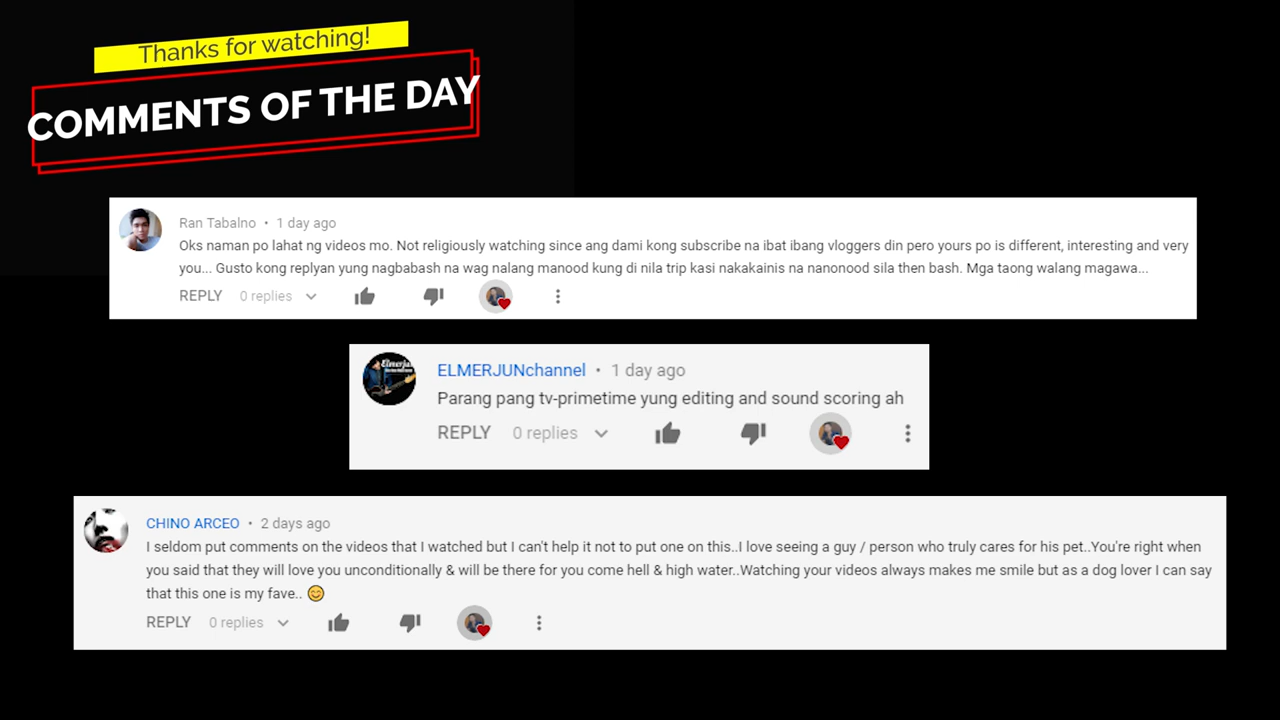 Thanks for watching!
COMMENTS OF THE DAY
Ran Tabalno • 1 day ago
Oks naman po lahat ng videos mo. Not religiously watching since ang dami kong subscribe na ibat ibang vloggers din pero yours po is different, interesting and very
you... Gusto kong replyan yung nagbabash na wag nalang manood kung di nila trip kasi nakakainis na nanonood sila then bash. Mga taong walang magawa...
REPLY 0 replies
ELMERJUNchannel • 1 day ago
Parang pang tv-primetime yung editing and sound scoring ah
REPLY 0 replies
CHINO ARCEO • 2 days ago
I seldom put comments on the videos that I watched but I can't help it not to put one on this..I love seeing a guy / person who truly cares for his pet..You're right when
you said that they will love you unconditionally & will be there for you come hell & high water..Watching your videos always makes me smile but as a dog lover I can say
that this one is my fave.. 😊
REPLY 0 replies